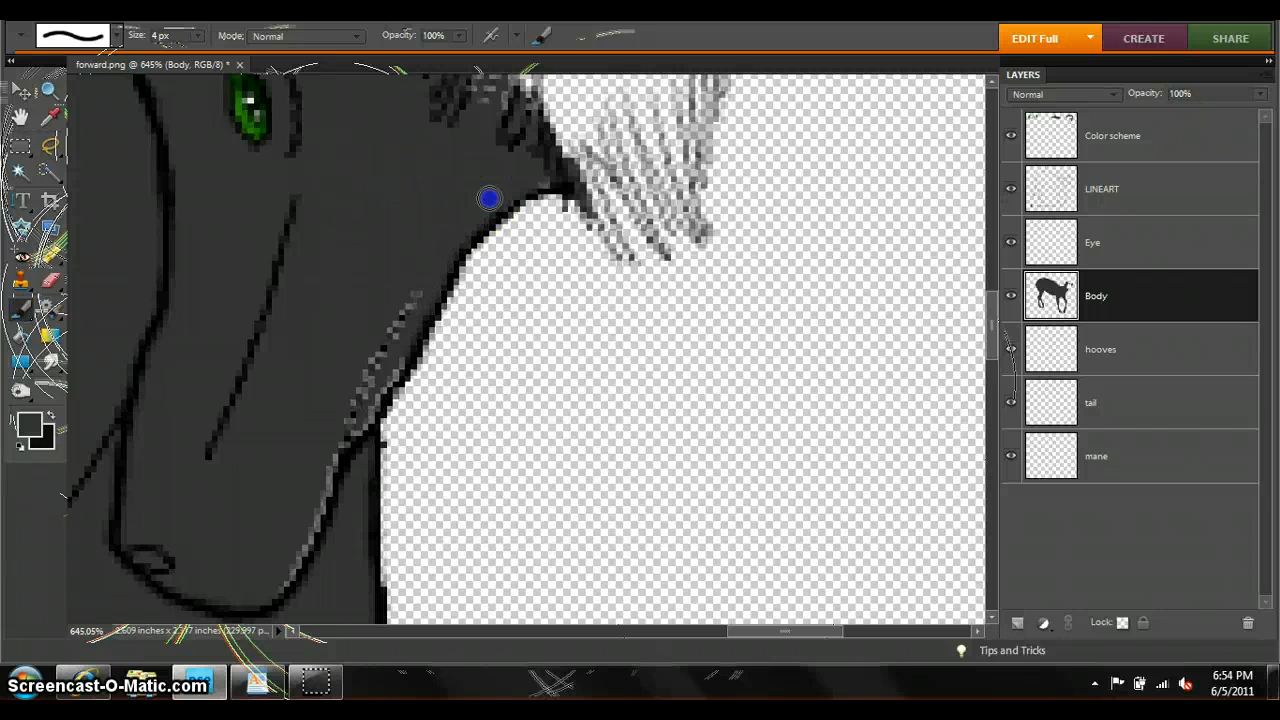 Size: 4 px Mode: Normal Opacity: 100% EDIT Full CREATE SHARE
forward.png @ 645% (Body, RGB/8) *
LAYERS
Normal Opacity: 100%
Color scheme
LINEART
Eye
Body
hooves
tail
mane
Lock:
645.05%
Tips and Tricks
Screencast-O-Matic.com
6:54 PM
6/5/2011